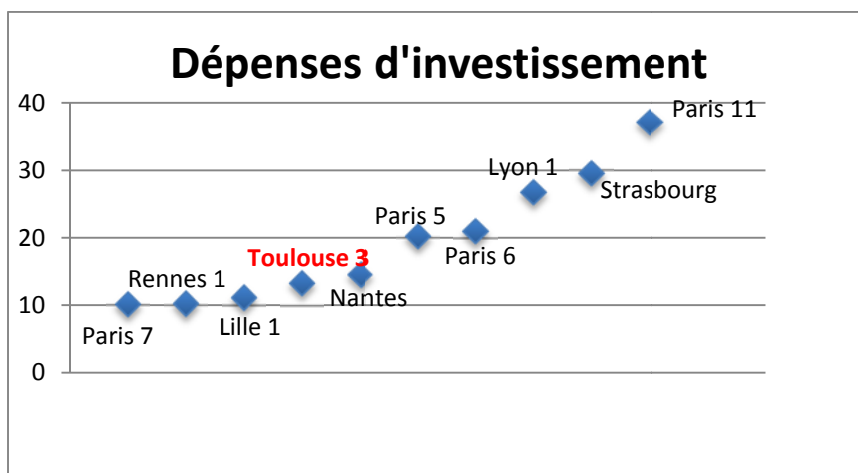 Dépenses d'investissement
40
Paris 11
30
Lyon 1
Strasbourg
20
Paris 5
Paris 6
Toulouse 3
Rennes 1
Nantes
10
Lille 1
Paris 7
0